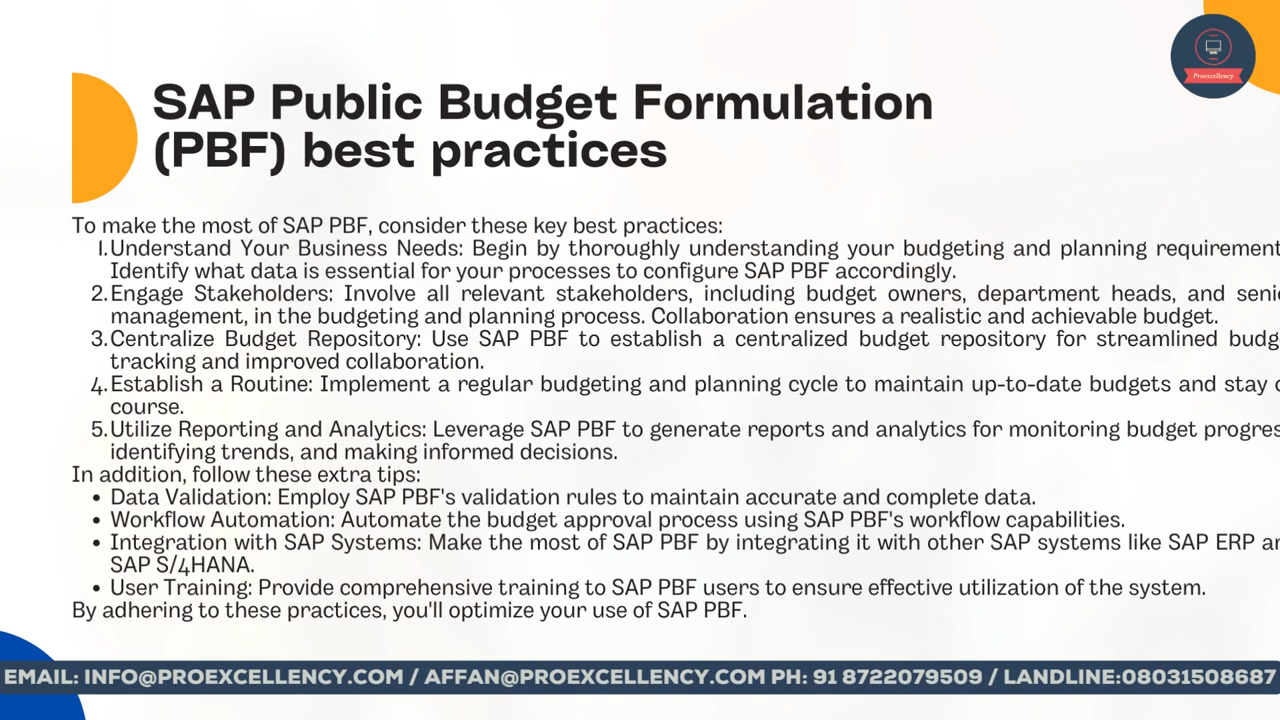 Proexcellency
SAP Public Budget Formulation
(PBF) best practices
To make the most of SAP PBF, consider these key best practices:
1. Understand Your Business Needs: Begin by thoroughly understanding your budgeting and planning requirement
Identify what data is essential for your processes to configure SAP PBF accordingly.
2. Engage Stakeholders: Involve all relevant stakeholders, including budget owners, department heads, and seni
management, in the budgeting and planning process. Collaboration ensures a realistic and achievable budget.
3. Centralize Budget Repository: Use SAP PBF to establish a centralized budget repository for streamlined budg
tracking and improved collaboration.
4. Establish a Routine: Implement a regular budgeting and planning cycle to maintain up-to-date budgets and stay
course.
5. Utilize Reporting and Analytics: Leverage SAP PBF to generate reports and analytics for monitoring budget progres
identifying trends, and making informed decisions.
In addition, follow these extra tips:
• Data Validation: Employ SAP PBF's validation rules to maintain accurate and complete data.
• Workflow Automation: Automate the budget approval process using SAP PBF's workflow capabilities.
• Integration with SAP Systems: Make the most of SAP PBF by integrating it with other SAP systems like SAP ERP a
SAP S/4HANA.
• User Training: Provide comprehensive training to SAP PBF users to ensure effective utilization of the system.
By adhering to these practices, you'll optimize your use of SAP PBF.
EMAIL: INFO@PROEXCELLENCY.COM / AFFAN@PROEXCELLENCY.COM PH: 91 8722079509 / LANDLINE:08031508687